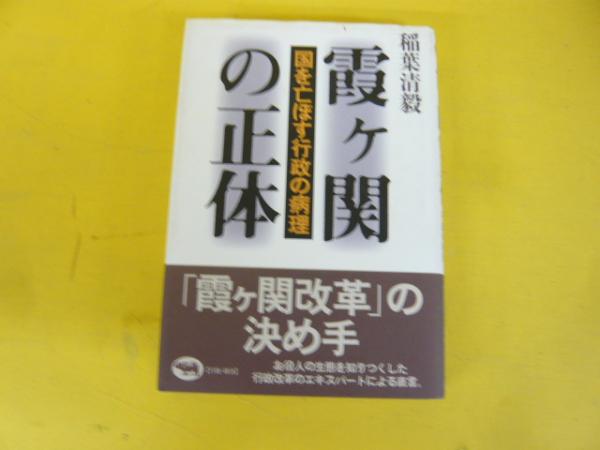 稲葉清毅
霞ヶ関
の正体
国を亡ぼす行政の病理
「霞ヶ関改革」の
決め手
お役人の生態を知りつくした
行政改革のエキスパートによる直言。